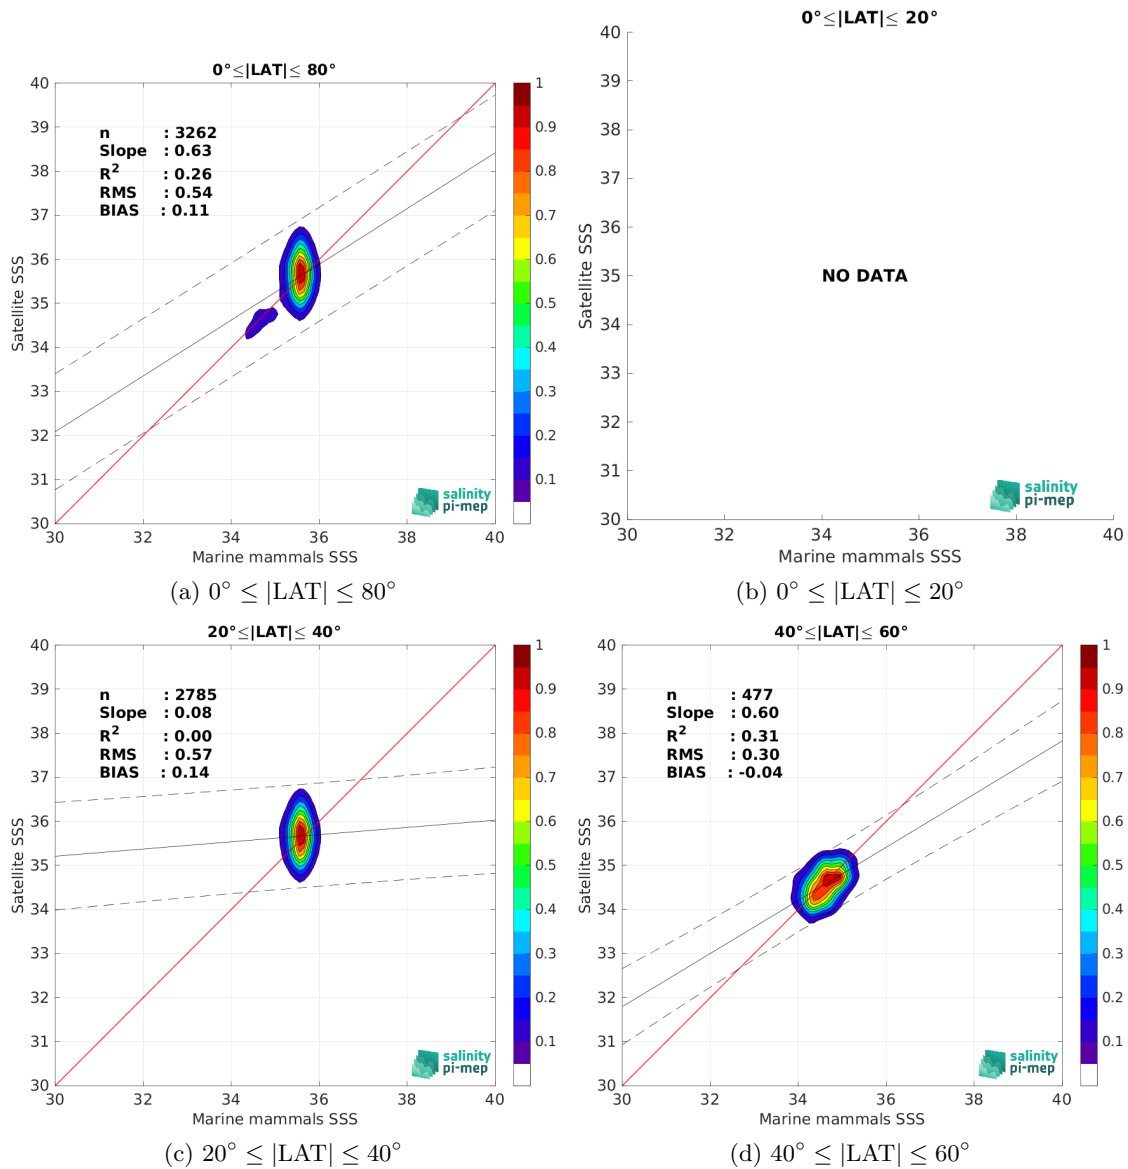 0°≤|LAT|≤ 80°
40
39
38
37
36
35
34
33
32
31
30
Satellite SSS
n : 3262
Slope : 0.63
R² : 0.26
RMS : 0.54
BIAS : 0.11
salinity
pi-mep
30 32 34 36 38 40
Marine mammals SSS
1
0.9
0.8
0.7
0.6
0.5
0.4
0.3
0.2
0.1
(a) 0° ≤ |LAT| ≤ 80°
0°≤|LAT|≤ 20°
40
39
38
37
36
35
34
33
32
31
30
Satellite SSS
NO DATA
salinity
pi-mep
30 32 34 36 38 40
Marine mammals SSS
(b) 0° ≤ |LAT| ≤ 20°
20°≤|LAT|≤ 40°
40
39
38
37
36
35
34
33
32
31
30
Satellite SSS
n : 2785
Slope : 0.08
R² : 0.00
RMS : 0.57
BIAS : 0.14
salinity
pi-mep
30 32 34 36 38 40
Marine mammals SSS
1
0.9
0.8
0.7
0.6
0.5
0.4
0.3
0.2
0.1
(c) 20° ≤ |LAT| ≤ 40°
40°≤|LAT|≤ 60°
40
39
38
37
36
35
34
33
32
31
30
Satellite SSS
n : 477
Slope : 0.60
R² : 0.31
RMS : 0.30
BIAS : -0.04
salinity
pi-mep
30 32 34 36 38 40
Marine mammals SSS
1
0.9
0.8
0.7
0.6
0.5
0.4
0.3
0.2
0.1
(d) 40° ≤ |LAT| ≤ 60°